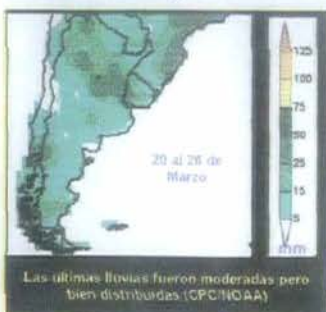 20 al 26 de
Marzo
125
100
75
50
25
15
5
mm
Las últimas lluvias fueron moderadas pero
bien distribuidas (CPC/NOAA)